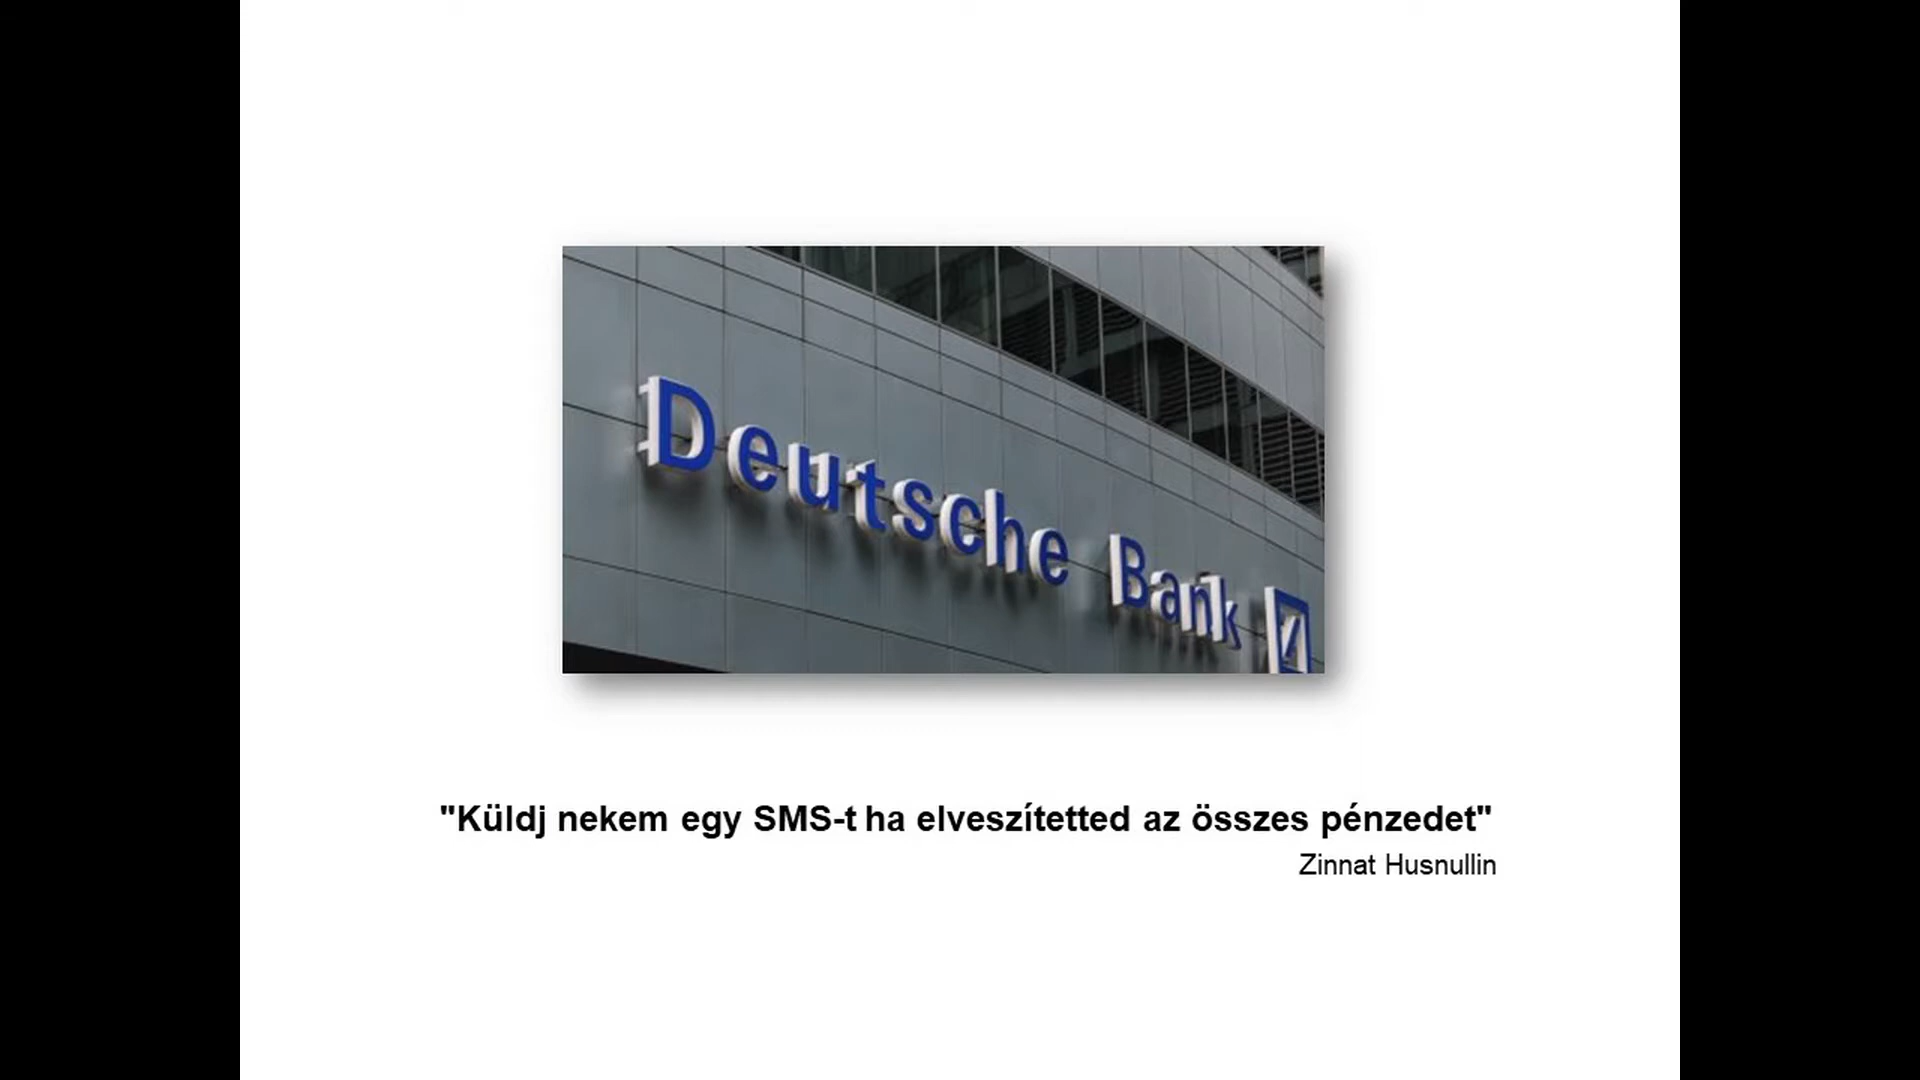 Deutsche Bank
"Küldj nekem egy SMS-t ha elveszítetted az összes pénzedet"
Zinnat Husnullin